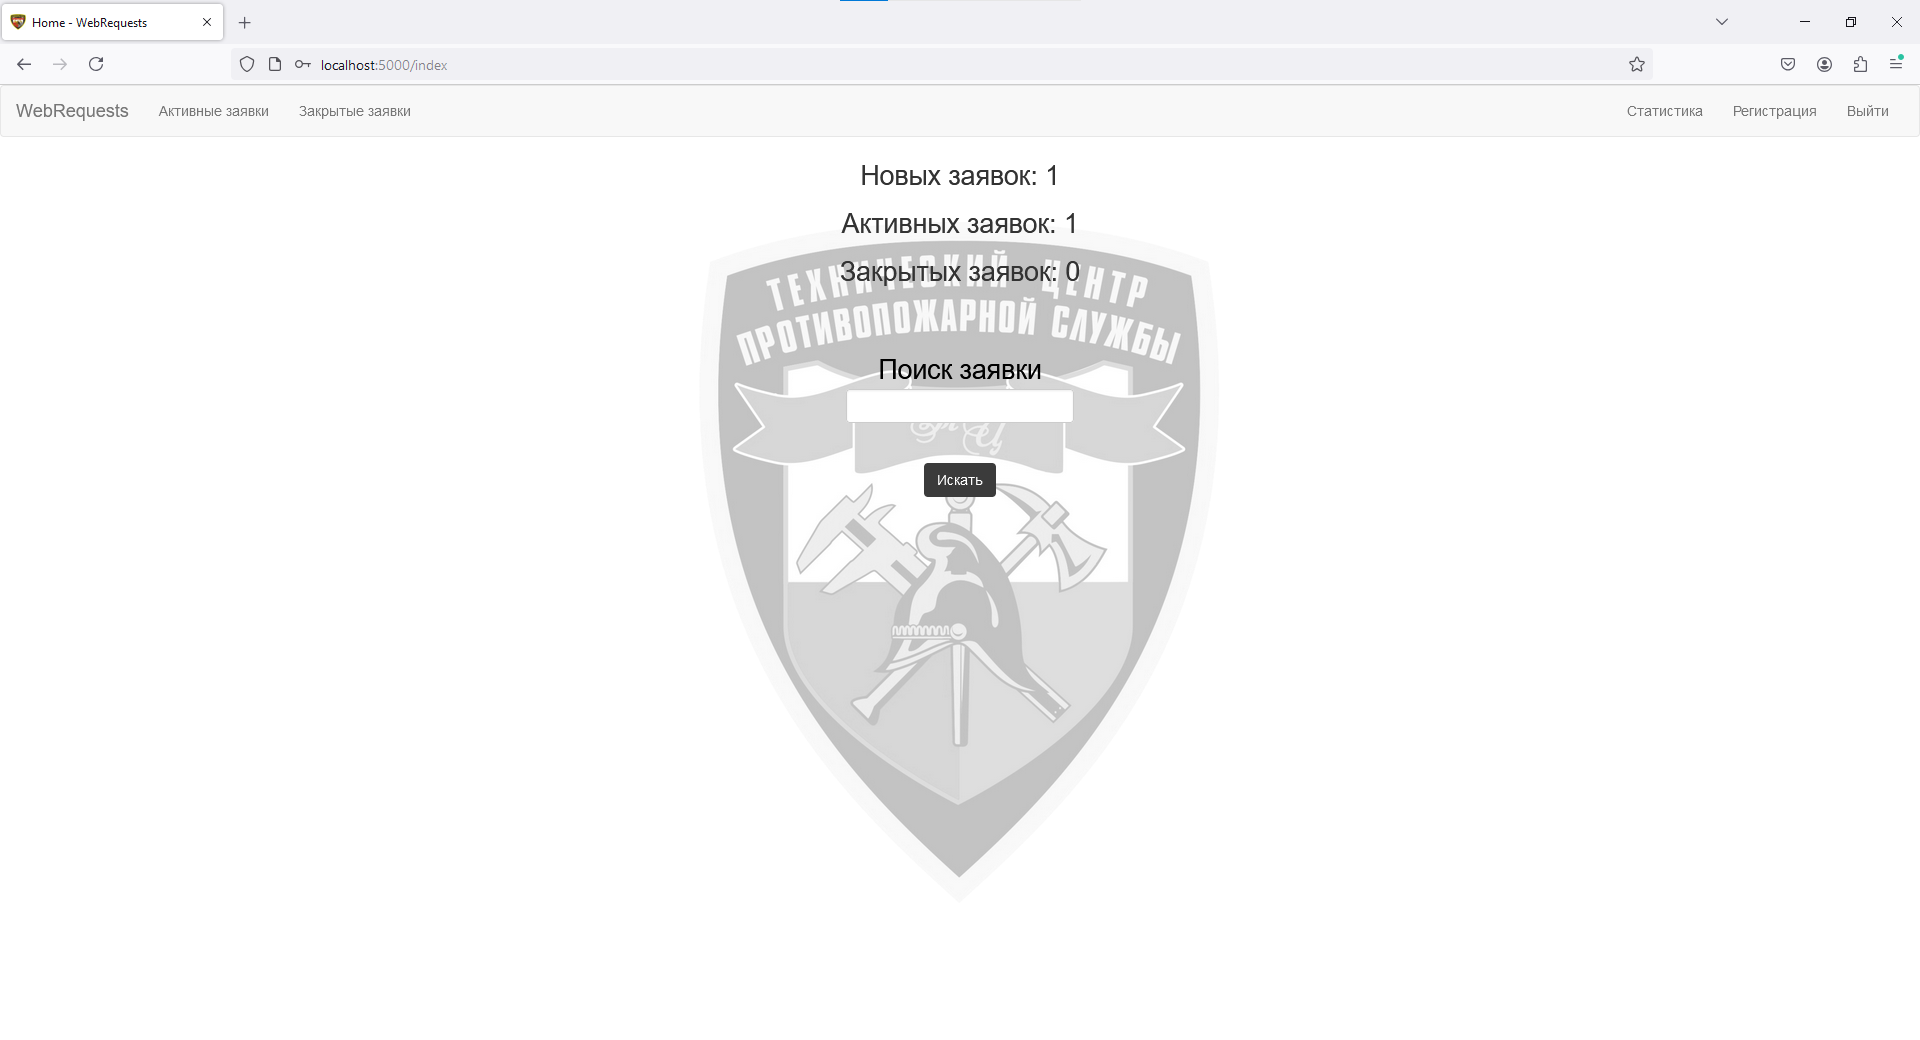 Home - WebRequests
localhost:5000/index
WebRequests Активные заявки Закрытые заявки Статистика Регистрация Выйти
Новых заявок: 1
Активных заявок: 1
Закрытых заявок: 0
ТЕХНИЧЕСКИЙ ЦЕНТР
ПРОТИВОПОЖАРНОЙ СЛУЖБЫ
Поиск заявки
Искать